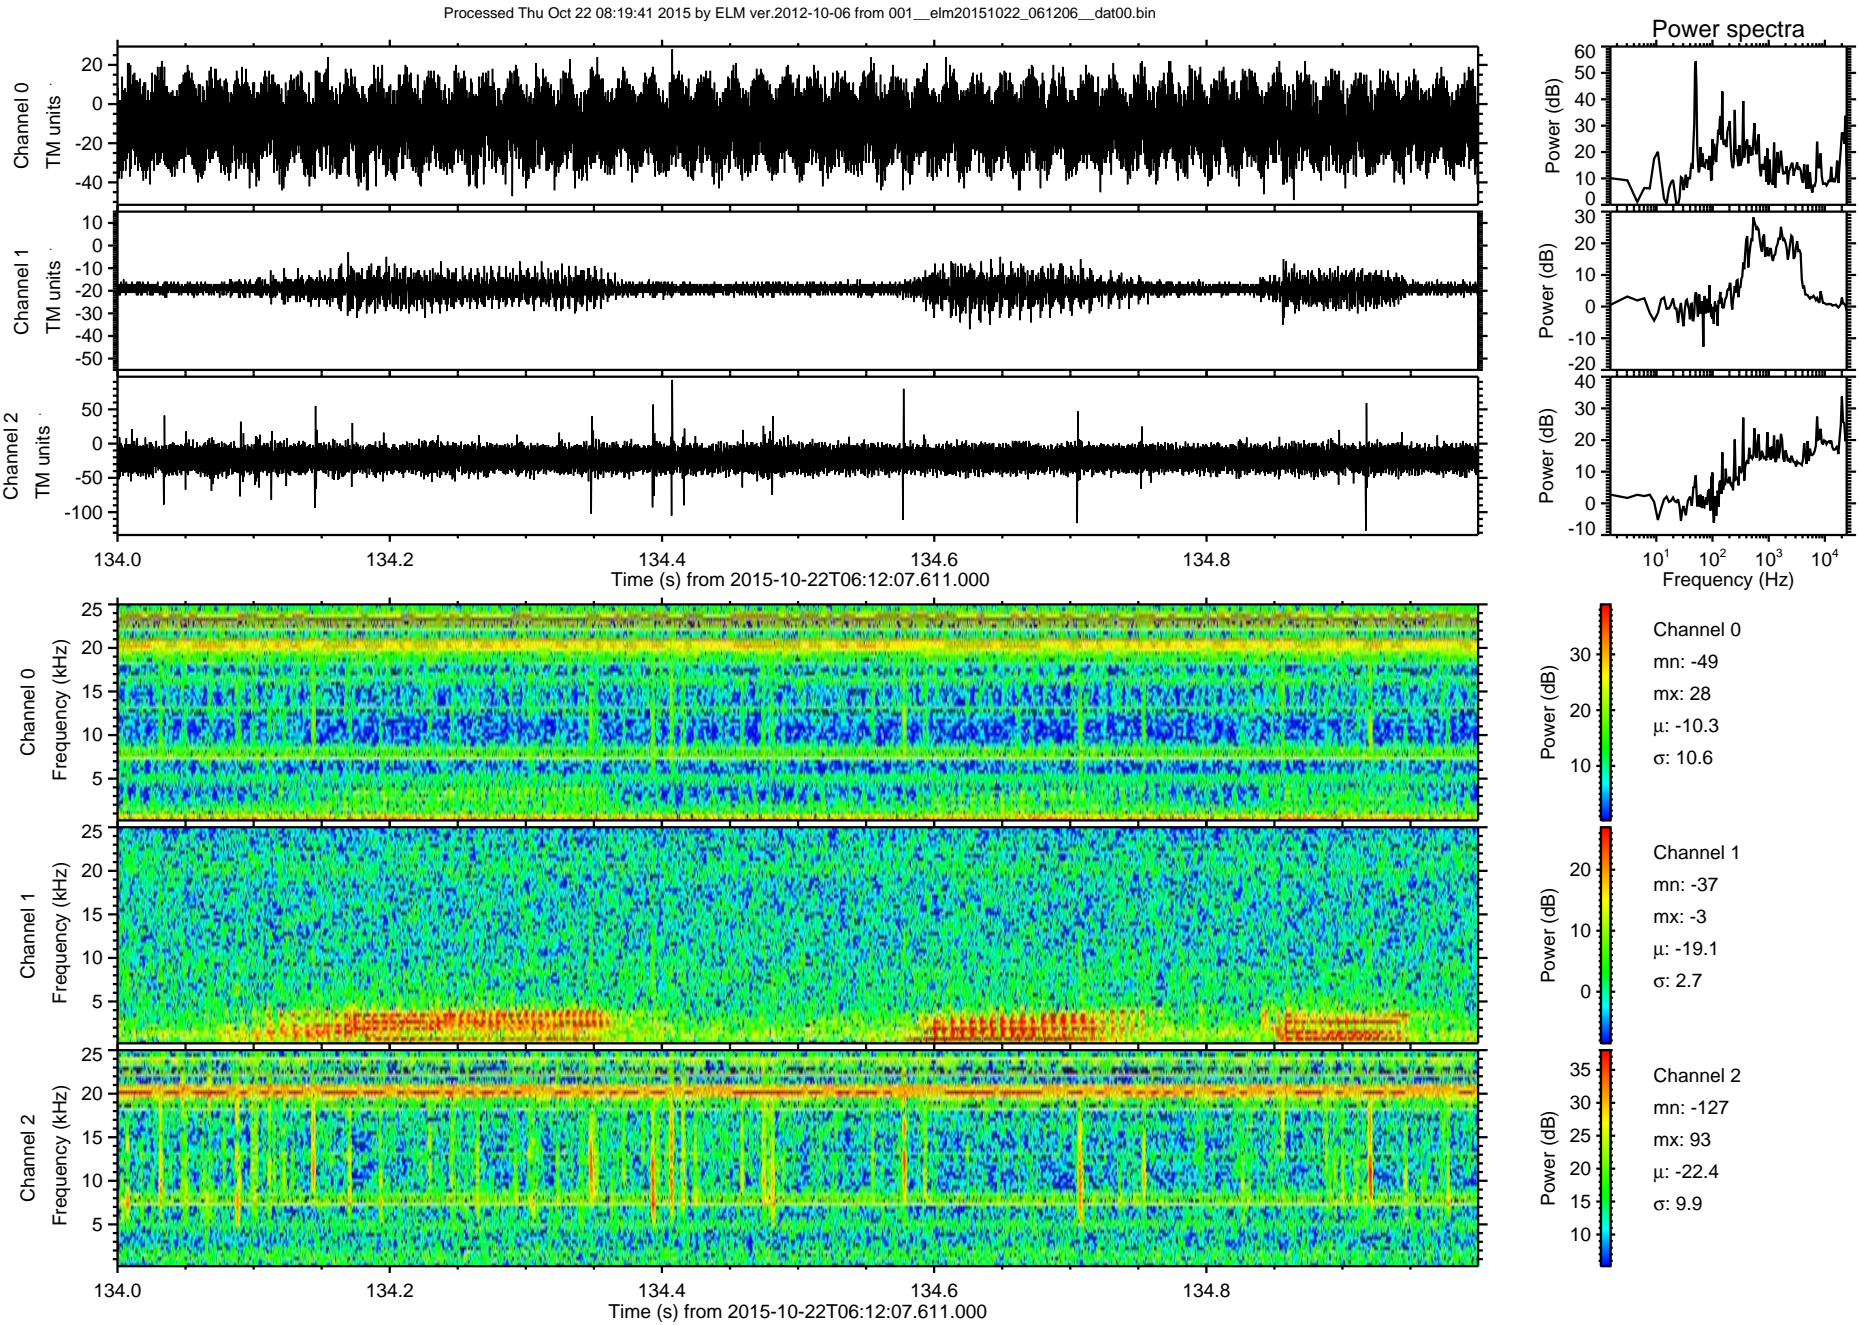 Processed Thu Oct 22 08:19:41 2015 by ELM ver.2012-10-06 from 001__elm20151022_061206__dat00.bin
Power spectra
Channel 0
TM units
20
0
-20
-40
Power (dB)
60
50
40
30
20
10
0
Channel 1
TM units
10
0
-10
-20
-30
-40
-50
Power (dB)
30
20
10
0
-10
-20
Channel 2
TM units
50
0
-50
-100
Power (dB)
40
30
20
10
0
-10
134.0 134.2 134.4 134.6 134.8
Time (s) from 2015-10-22T06:12:07.611.000
10¹ 10² 10³ 10⁴
Frequency (Hz)
Channel 0
Frequency (kHz)
25
20
15
10
5
Power (dB)
30
20
10
Channel 0
mn: -49
mx: 28
μ: -10.3
σ: 10.6
Channel 1
Frequency (kHz)
25
20
15
10
5
Power (dB)
20
10
0
Channel 1
mn: -37
mx: -3
μ: -19.1
σ: 2.7
Channel 2
Frequency (kHz)
25
20
15
10
5
Power (dB)
35
30
25
20
15
10
Channel 2
mn: -127
mx: 93
μ: -22.4
σ: 9.9
134.0 134.2 134.4 134.6 134.8
Time (s) from 2015-10-22T06:12:07.611.000